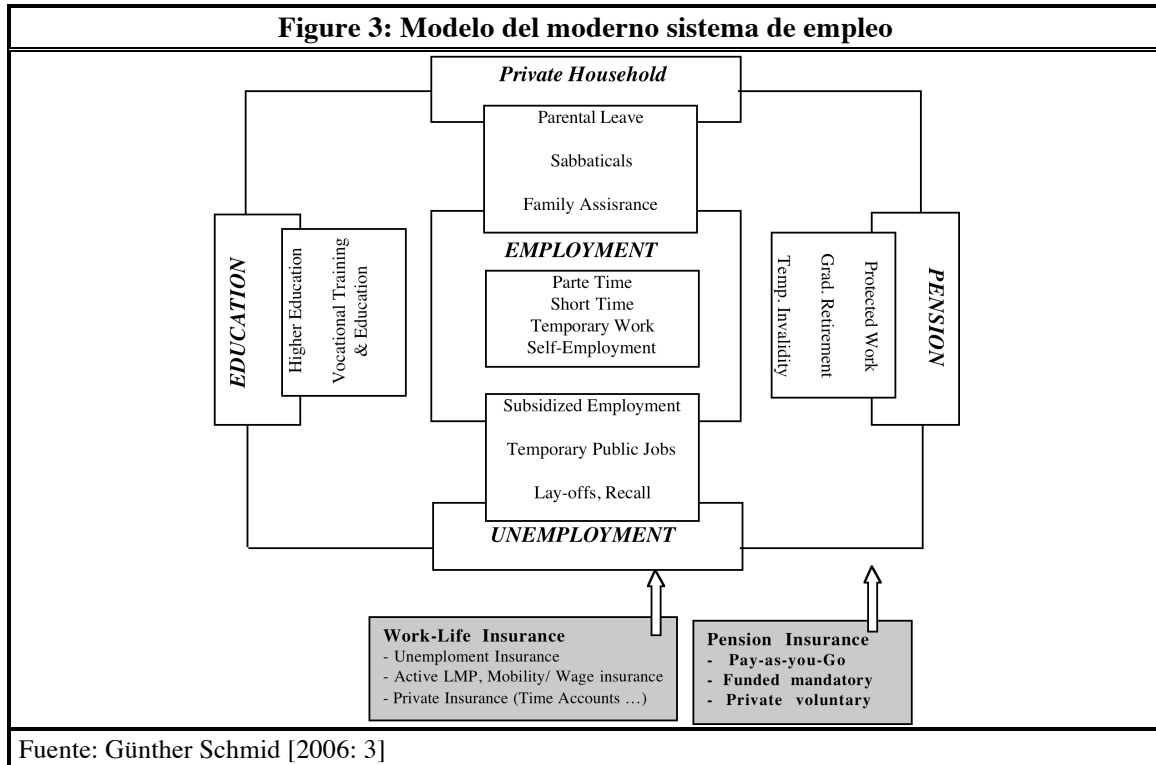 Figure 3: Modelo del moderno sistema de empleo
Private Household
Parental Leave
Sabbaticals
Family Assisrance
EDUCATION
Higher Education
Vocational Training
& Education
EMPLOYMENT
Parte Time
Short Time
Temporary Work
Self-Employment
Temp. Invalidity
Grad. Retirement
Protected Work
PENSION
Subsidized Employment
Temporary Public Jobs
Lay-offs, Recall
UNEMPLOYMENT
Work-Life Insurance
- Unemploment Insurance
- Active LMP, Mobility/ Wage insurance
- Private Insurance (Time Accounts …)
Pension Insurance
- Pay-as-you-Go
- Funded mandatory
- Private voluntary
Fuente: Günther Schmid [2006: 3]